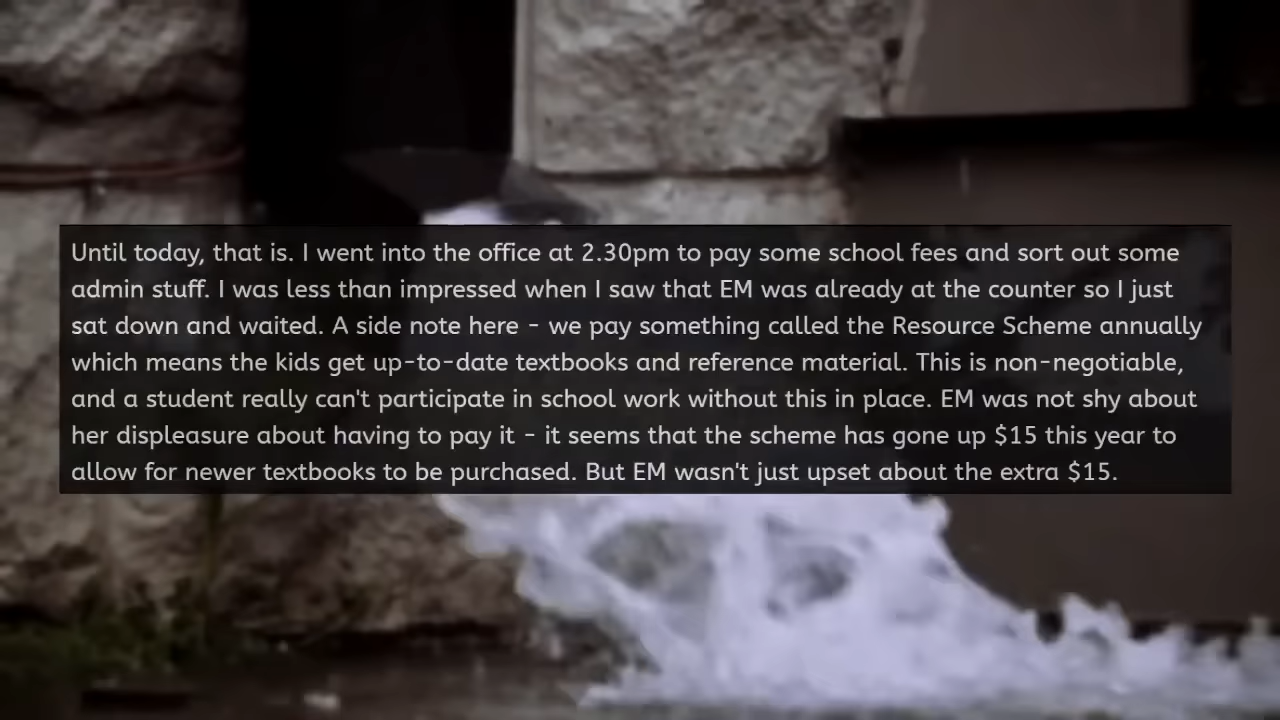 Until today, that is. I went into the office at 2.30pm to pay some school fees and sort out some
admin stuff. I was less than impressed when I saw that EM was already at the counter so I just
sat down and waited. A side note here - we pay something called the Resource Scheme annually
which means the kids get up-to-date textbooks and reference material. This is non-negotiable,
and a student really can't participate in school work without this in place. EM was not shy about
her displeasure about having to pay it - it seems that the scheme has gone up $15 this year to
allow for newer textbooks to be purchased. But EM wasn't just upset about the extra $15.